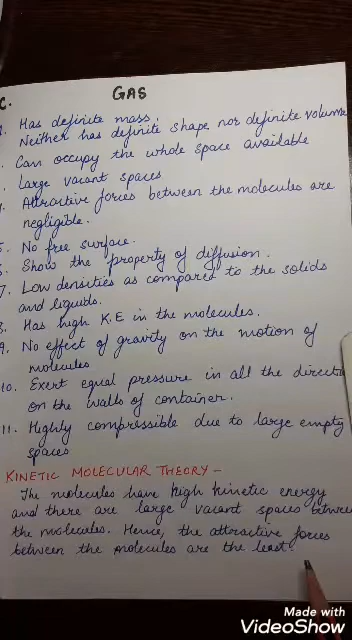 C. GAS
1. Has definite mass.
Neither has definite shape nor definite volume
. Can occupy the whole space available
. Large vacant spaces
4. Attractive forces between the molecules are
negligible.
5. No free surface.
6. Show the property of diffusion.
7. Low densities as compared to the solids
and liquids.
8. Has high K.E in the molecules.
9. No effect of gravity on the motion of
molecules
10. Exert equal pressure in all the directi
on the walls of container.
11. Highly compressible due to large empty
spaces
KINETIC MOLECULAR THEORY -
The molecules have high kinetic energy
and there are large vacant spaces betwe
the molecules. Hence, the attractive forces
between the molecules are the least.
Made with
VideoShow